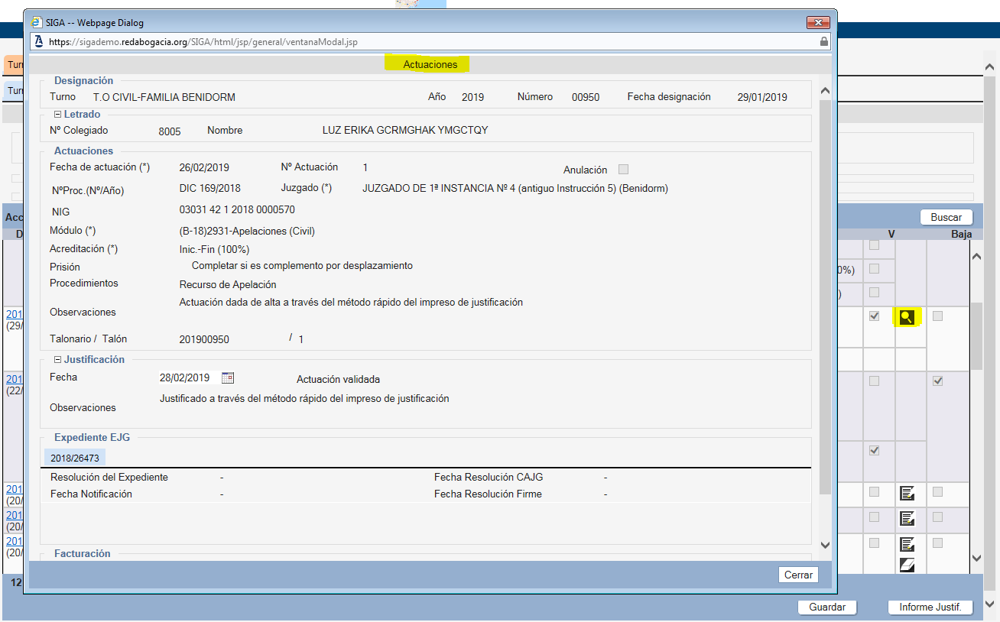 SIGA -- Webpage Dialog
https://sigademo.redabogacia.org/SIGA/html/jsp/general/ventanaModal.jsp
Actuaciones
Designación
Turno T.O CIVIL-FAMILIA BENIDORM Año 2019 Número 00950 Fecha designación 29/01/2019
Letrado
Nº Colegiado 8005 Nombre LUZ ERIKA GCRMGHAK YMGCTQY
Actuaciones
Fecha de actuación (*) 26/02/2019 Nº Actuación 1 Anulación
NºProc.(Nº/Año) DIC 169/2018 Juzgado (*) JUZGADO DE 1ª INSTANCIA Nº 4 (antiguo Instrucción 5) (Benidorm)
NIG 03031 42 1 2018 0000570
Módulo (*) (B-18)2931-Apelaciones (Civil)
Acreditación (*) Inic.-Fin (100%)
Prisión Completar si es complemento por desplazamiento
Procedimientos Recurso de Apelación
Observaciones Actuación dada de alta a través del método rápido del impreso de justificación
Talonario / Talón 201900950 / 1
Justificación
Fecha 28/02/2019 Actuación validada
Observaciones Justificado a través del método rápido del impreso de justificación
Expediente EJG
2018/26473
Resolución del Expediente - Fecha Resolución CAJG -
Fecha Notificación - Fecha Resolución Firme -
Facturación
Cerrar
Tur
Tur
Acc
Buscar
D
V Baja
0%)
)
201
(29/
201
(22/
201
(20/
201
(20/
201
(20/
12
Guardar Informe Justif.